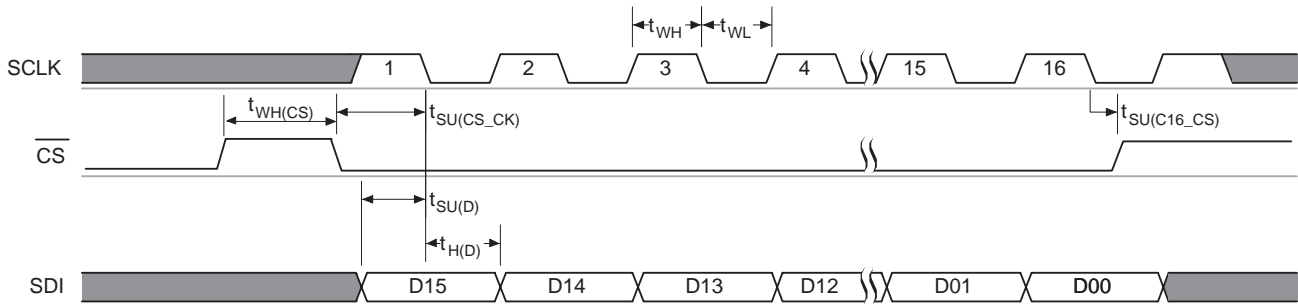 tWH tWL
SCLK 1 2 3 4 15 16
tWH(CS) tSU(CS_CK) tSU(C16_CS)
CS
tSU(D)
tH(D)
SDI D15 D14 D13 D12 D01 D00